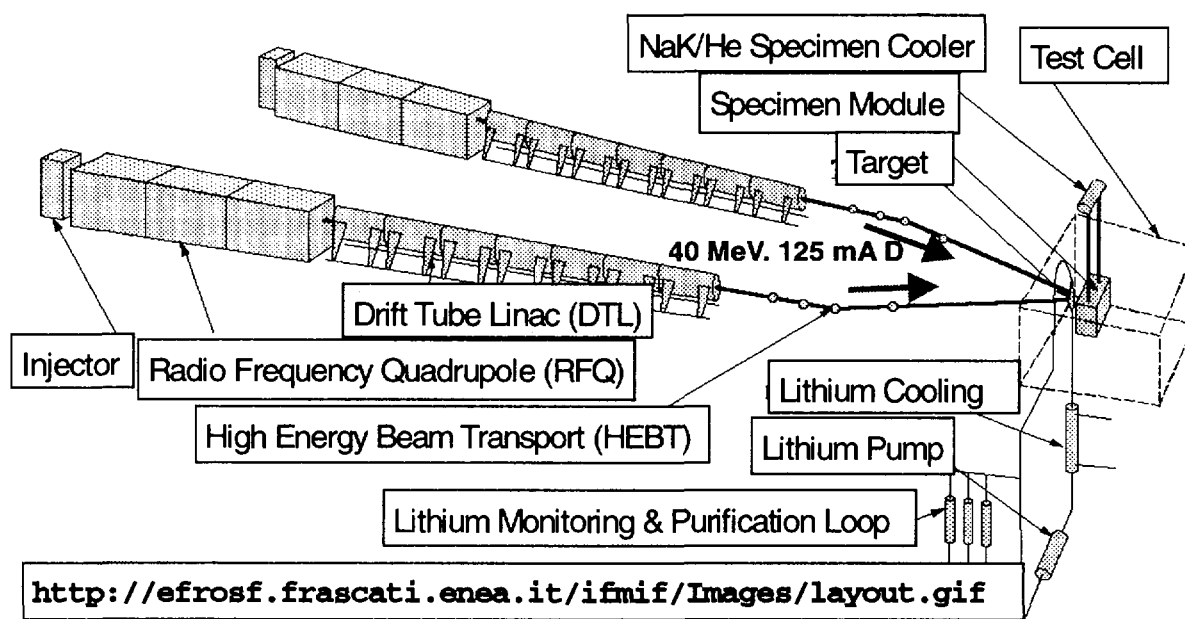 NaK/He Specimen Cooler
Test Cell
Specimen Module
Target
40 MeV. 125 mA D
Drift Tube Linac (DTL)
Injector
Radio Frequency Quadrupole (RFQ)
Lithium Cooling
High Energy Beam Transport (HEBT)
Lithium Pump
Lithium Monitoring & Purification Loop
http://efrosf.frascati.enea.it/ifmif/Images/layout.gif